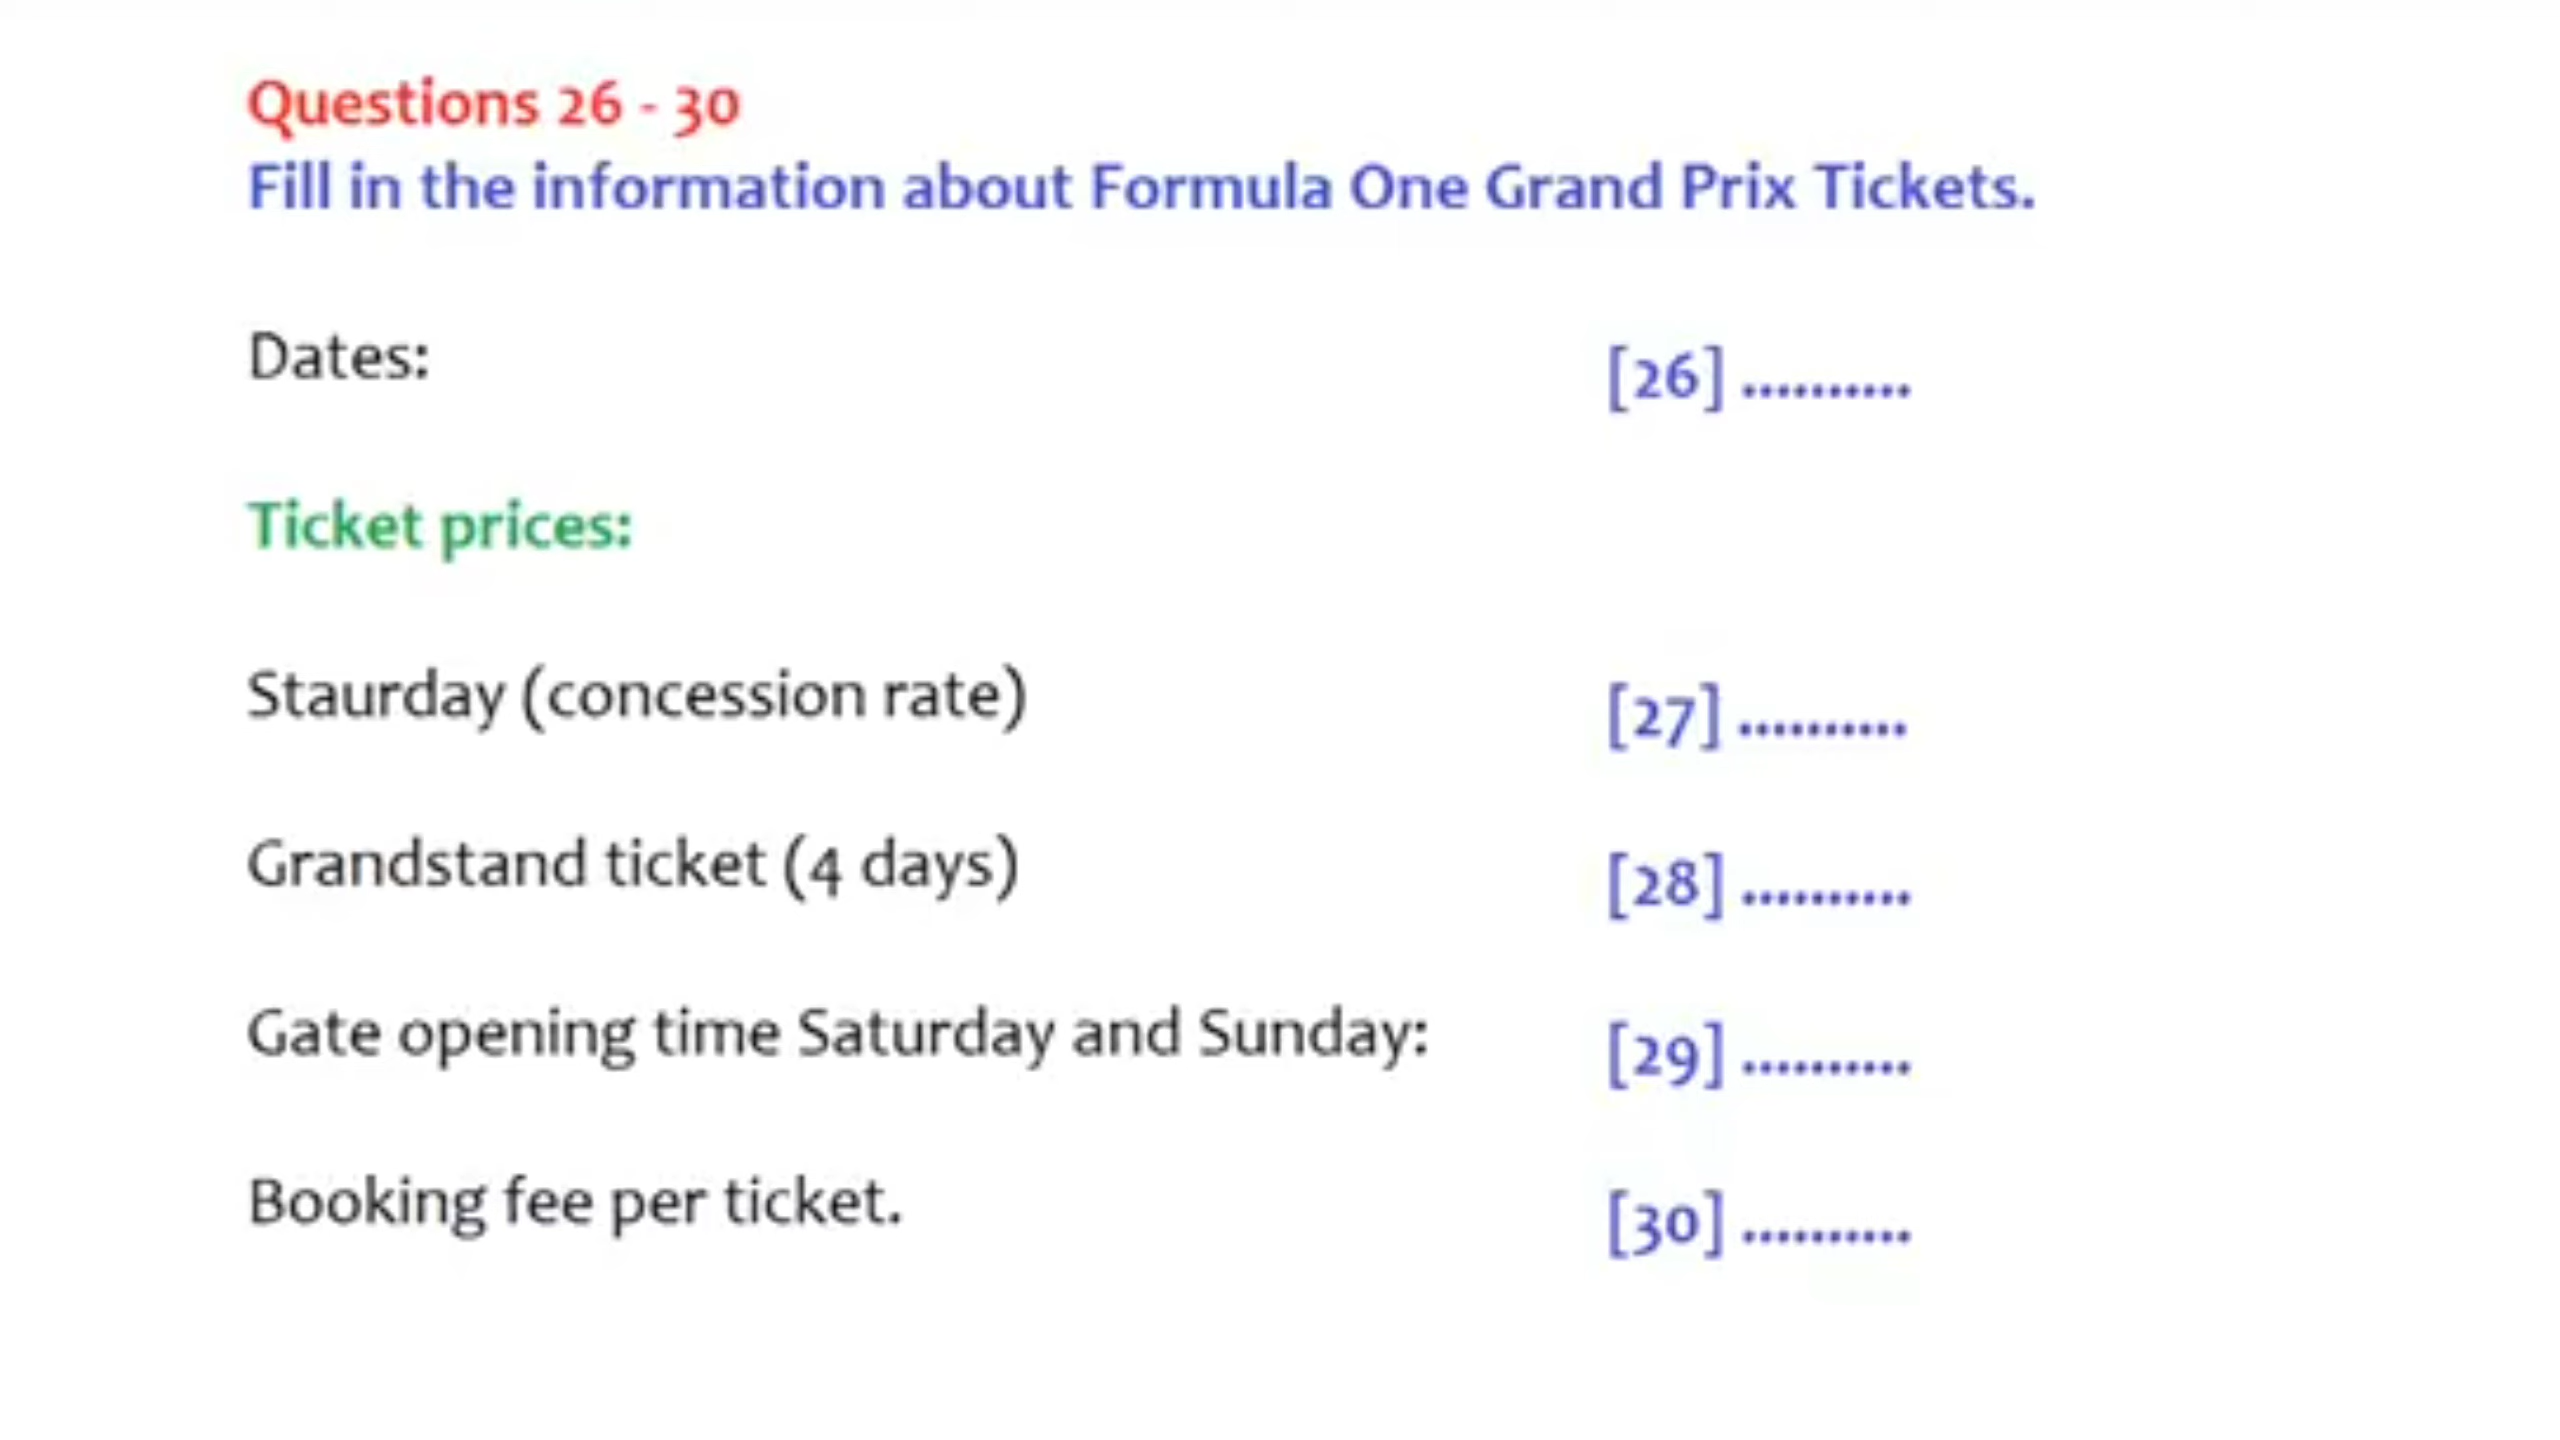 Questions 26 - 30
Fill in the information about Formula One Grand Prix Tickets.
Dates: [26] ..........
Ticket prices:
Staurday (concession rate) [27] ..........
Grandstand ticket (4 days) [28] ..........
Gate opening time Saturday and Sunday: [29] ..........
Booking fee per ticket. [30] ..........